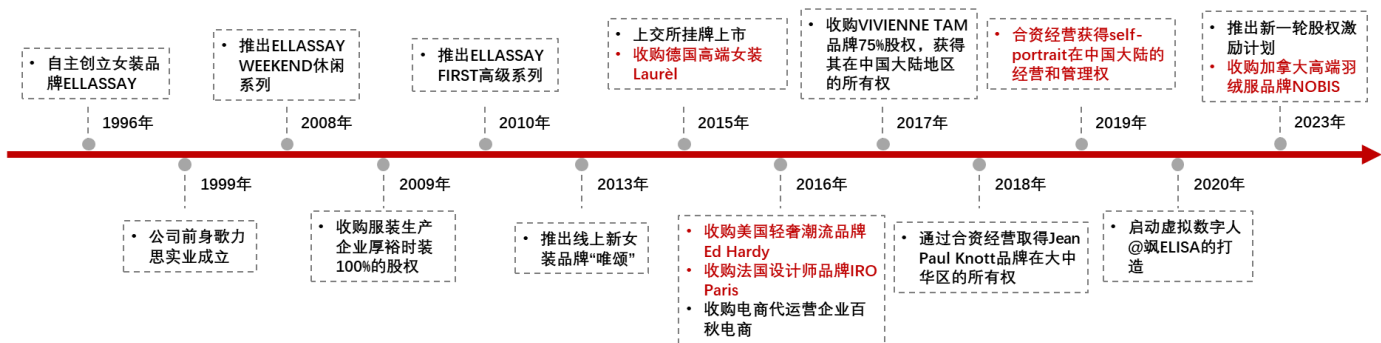 • 自主创立女装品
牌ELLASSAY
1996年
1999年
• 公司前身歌力
思实业成立
• 推出ELLASSAY
WEEKEND休闲
系列
2008年
2009年
• 收购服装生产
企业厚裕时装
100%的股权
• 推出ELLASSAY
FIRST高级系列
2010年
2013年
• 推出线上新女
装品牌“唯颂”
• 上交所挂牌上市
• 收购德国高端女装
Laurèl
2015年
2016年
• 收购美国轻奢潮流品牌
Ed Hardy
• 收购法国设计师品牌IRO
Paris
• 收购电商代运营企业百
秋电商
• 收购VIVIENNE TAM
品牌75%股权，获得
其在中国大陆地区
的所有权
2017年
2018年
• 通过合资经营取得Jean
Paul Knott品牌在大中
华区的所有权
• 合资经营获得self-
portrait在中国大陆的
经营和管理权
2019年
2020年
• 启动虚拟数字人
@飒ELISA的打
造
• 推出新一轮股权激
励计划
• 收购加拿大高端羽
绒服品牌NOBIS
2023年